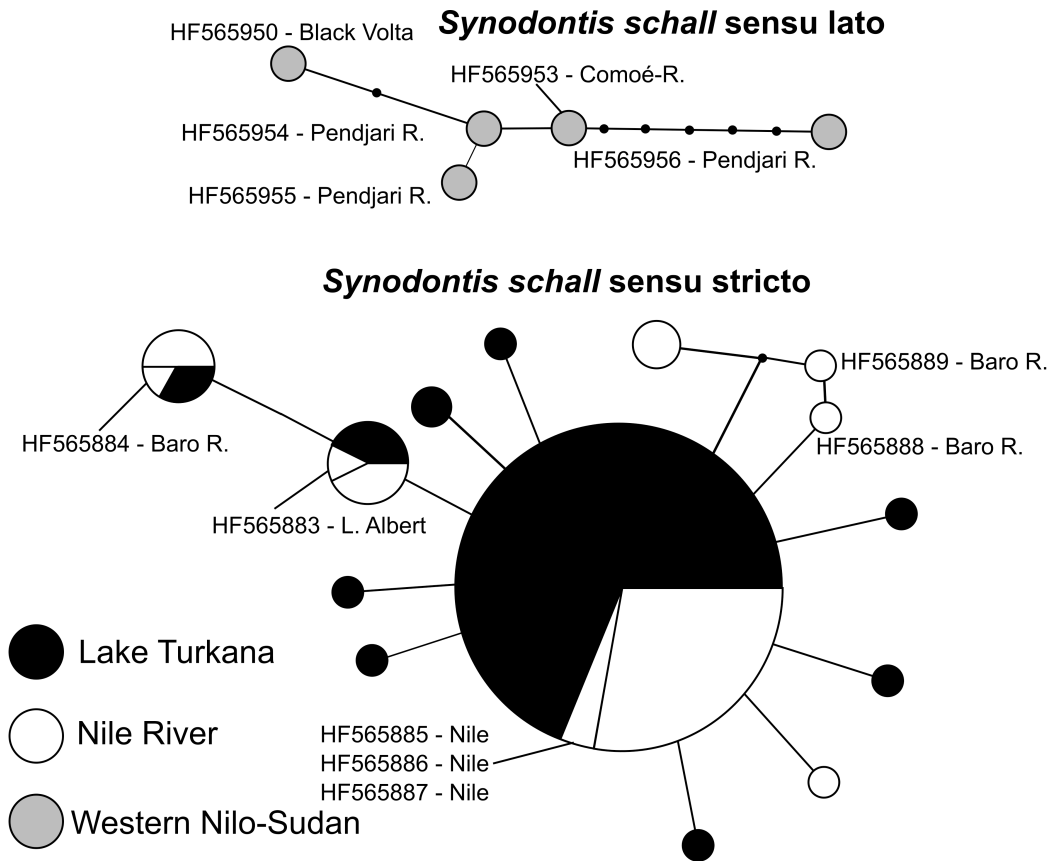 Synodontis schall sensu lato
HF565950 - Black Volta
HF565953 - Comoé-R.
HF565954 - Pendjari R.
HF565956 - Pendjari R.
HF565955 - Pendjari R.
Synodontis schall sensu stricto
HF565889 - Baro R.
HF565884 - Baro R.
HF565888 - Baro R.
HF565883 - L. Albert
Lake Turkana
Nile River
Western Nilo-Sudan
HF565885 - Nile
HF565886 - Nile
HF565887 - Nile